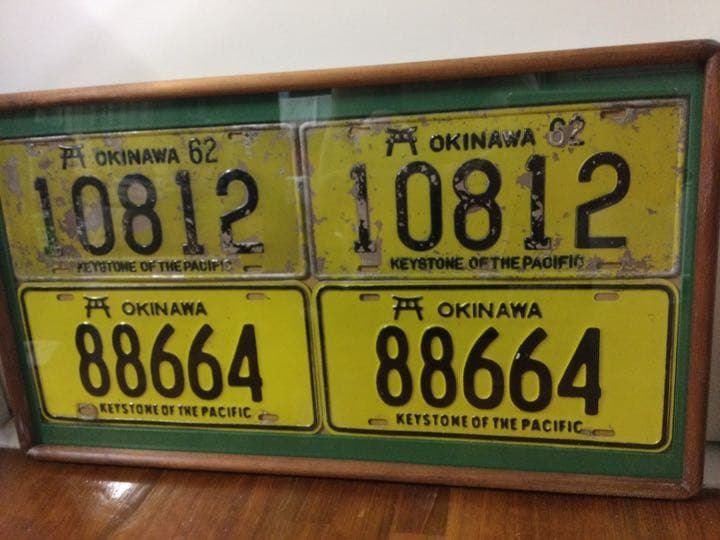 OKINAWA 62
10812
KEYSTONE OF THE PACIFIC
OKINAWA 62
10812
KEYSTONE OF THE PACIFIC
OKINAWA
88664
KEYSTONE OF THE PACIFIC
OKINAWA
88664
KEYSTONE OF THE PACIFIC